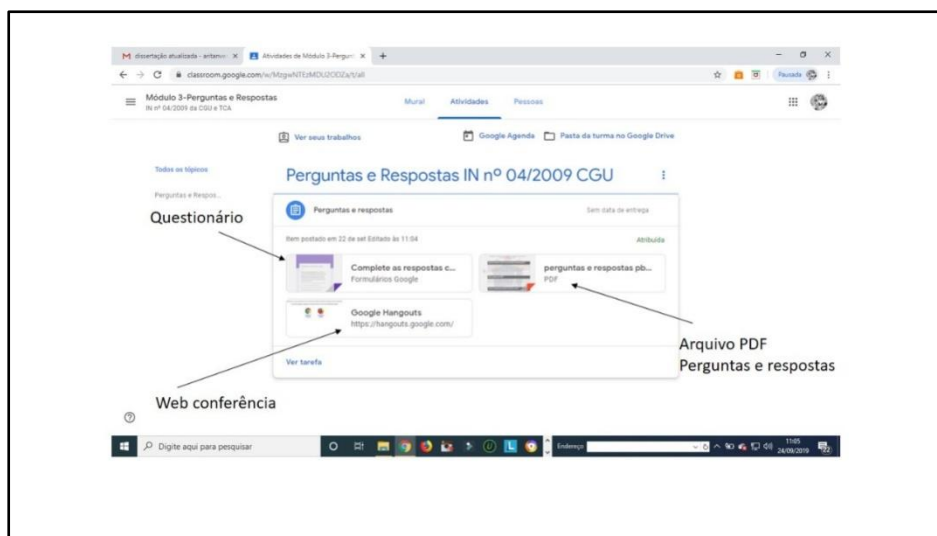 dissertação atualizada - antanvi
Atividades de Módulo 3-Pergun
classroom.google.com
Pausada
Módulo 3-Perguntas e Respostas
IN nº 04/2009 da CGU e TCA
Mural Atividades Pessoas
Ver seus trabalhos
Google Agenda
Pasta da turma no Google Drive
Todos os tópicos
Perguntas e Respos...
Perguntas e Respostas IN nº 04/2009 CGU
Questionário
Perguntas e respostas
Sem data de entrega
Item postado em 22 de set Editado às 11:04
Atribuída
Complete as respostas c...
Formulários Google
perguntas e respostas pb...
PDF
Google Hangouts
https://hangouts.google.com/
Arquivo PDF
Perguntas e respostas
Ver tarefa
Web conferência
Digite aqui para pesquisar
Endereço
11:05
24/09/2019